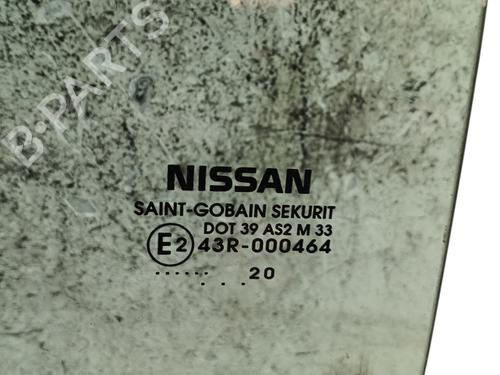 B-PARTS
NISSAN
SAINT-GOBAIN SEKURIT
DOT 39 AS2 M 33
E2 43R-000464
...... 20
. ...